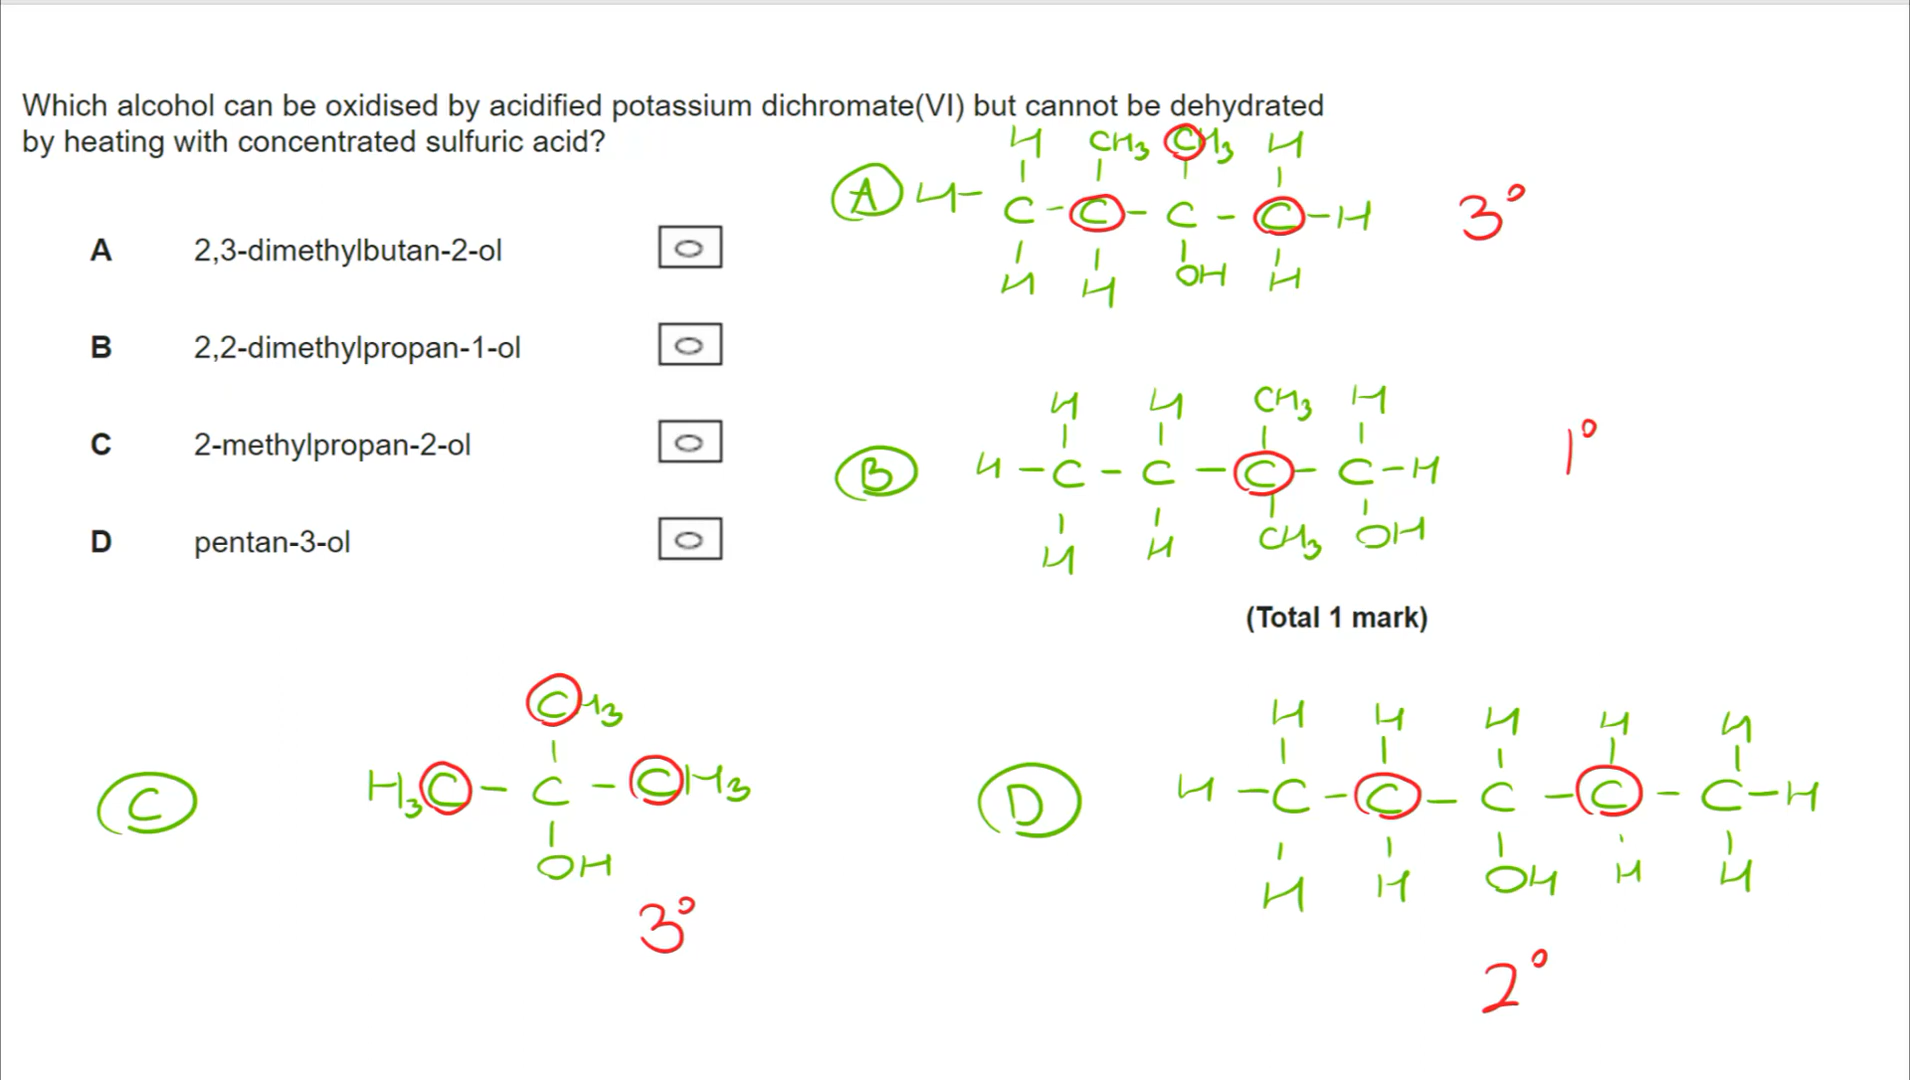 Which alcohol can be oxidised by acidified potassium dichromate(VI) but cannot be dehydrated
by heating with concentrated sulfuric acid?
A 2,3-dimethylbutan-2-ol
B 2,2-dimethylpropan-1-ol
C 2-methylpropan-2-ol
D pentan-3-ol
H CH3 CH3 H
A H- C - C - C - C - H 3°
H H OH H
H H CH3 H
B H - C - C - C - C - H 1°
H H CH3 OH
(Total 1 mark)
CH3
C H3C - C - CH3
OH
3°
H H H H H
D H - C - C - C - C - C - H
H H OH H H
2°